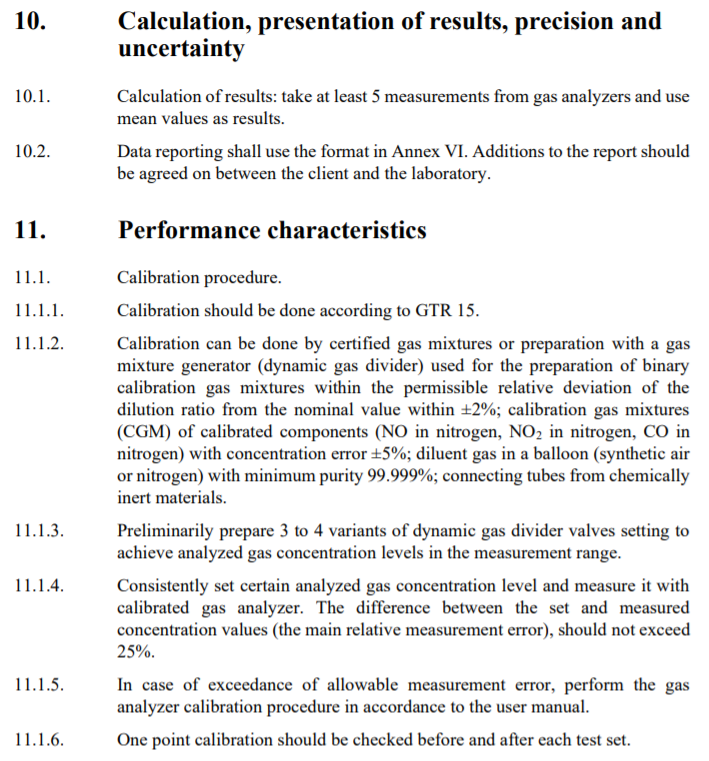 10. Calculation, presentation of results, precision and
uncertainty
10.1. Calculation of results: take at least 5 measurements from gas analyzers and use
mean values as results.
10.2. Data reporting shall use the format in Annex VI. Additions to the report should
be agreed on between the client and the laboratory.
11. Performance characteristics
11.1. Calibration procedure.
11.1.1. Calibration should be done according to GTR 15.
11.1.2. Calibration can be done by certified gas mixtures or preparation with a gas
mixture generator (dynamic gas divider) used for the preparation of binary
calibration gas mixtures within the permissible relative deviation of the
dilution ratio from the nominal value within ±2%; calibration gas mixtures
(CGM) of calibrated components (NO in nitrogen, NO₂ in nitrogen, CO in
nitrogen) with concentration error ±5%; diluent gas in a balloon (synthetic air
or nitrogen) with minimum purity 99.999%; connecting tubes from chemically
inert materials.
11.1.3. Preliminarily prepare 3 to 4 variants of dynamic gas divider valves setting to
achieve analyzed gas concentration levels in the measurement range.
11.1.4. Consistently set certain analyzed gas concentration level and measure it with
calibrated gas analyzer. The difference between the set and measured
concentration values (the main relative measurement error), should not exceed
25%.
11.1.5. In case of exceedance of allowable measurement error, perform the gas
analyzer calibration procedure in accordance to the user manual.
11.1.6. One point calibration should be checked before and after each test set.